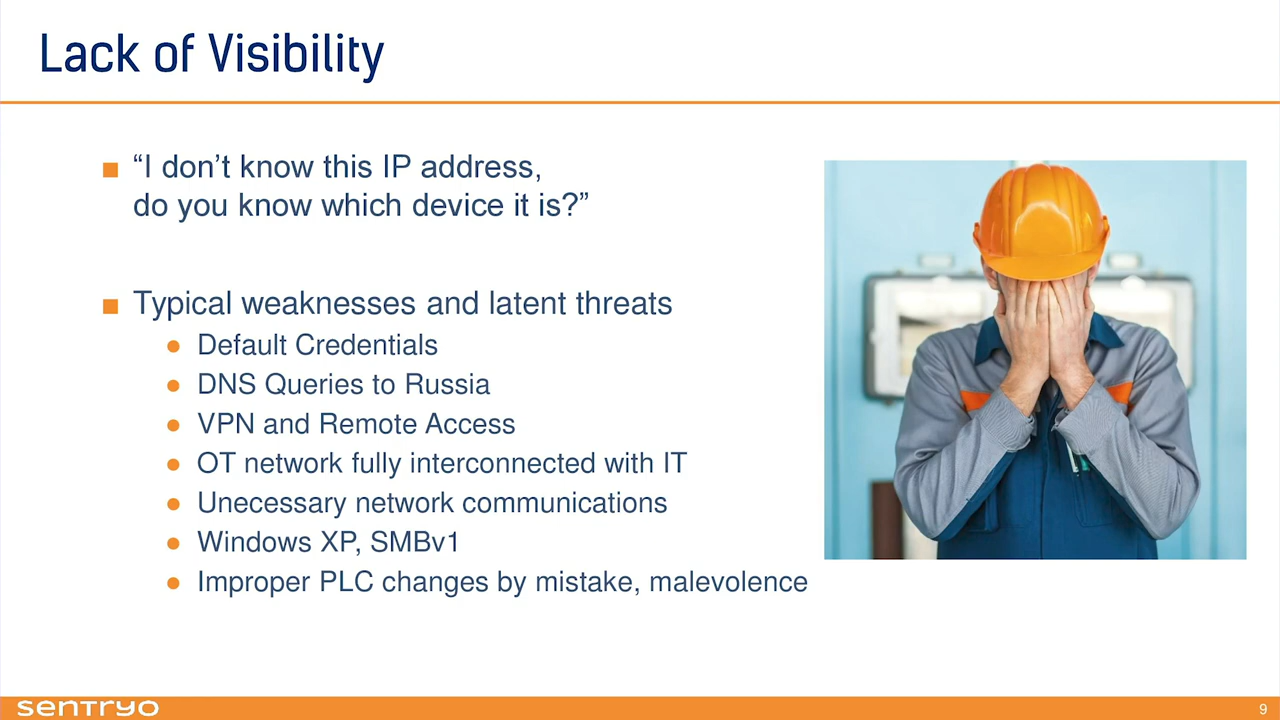 Lack of Visibility
■ “I don’t know this IP address,
do you know which device it is?”
■ Typical weaknesses and latent threats
● Default Credentials
● DNS Queries to Russia
● VPN and Remote Access
● OT network fully interconnected with IT
● Unecessary network communications
● Windows XP, SMBv1
● Improper PLC changes by mistake, malevolence
sentryo
9